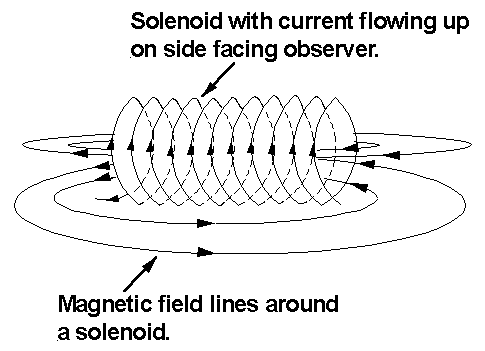 Solenoid with current flowing up
on side facing observer.
Magnetic field lines around
a solenoid.